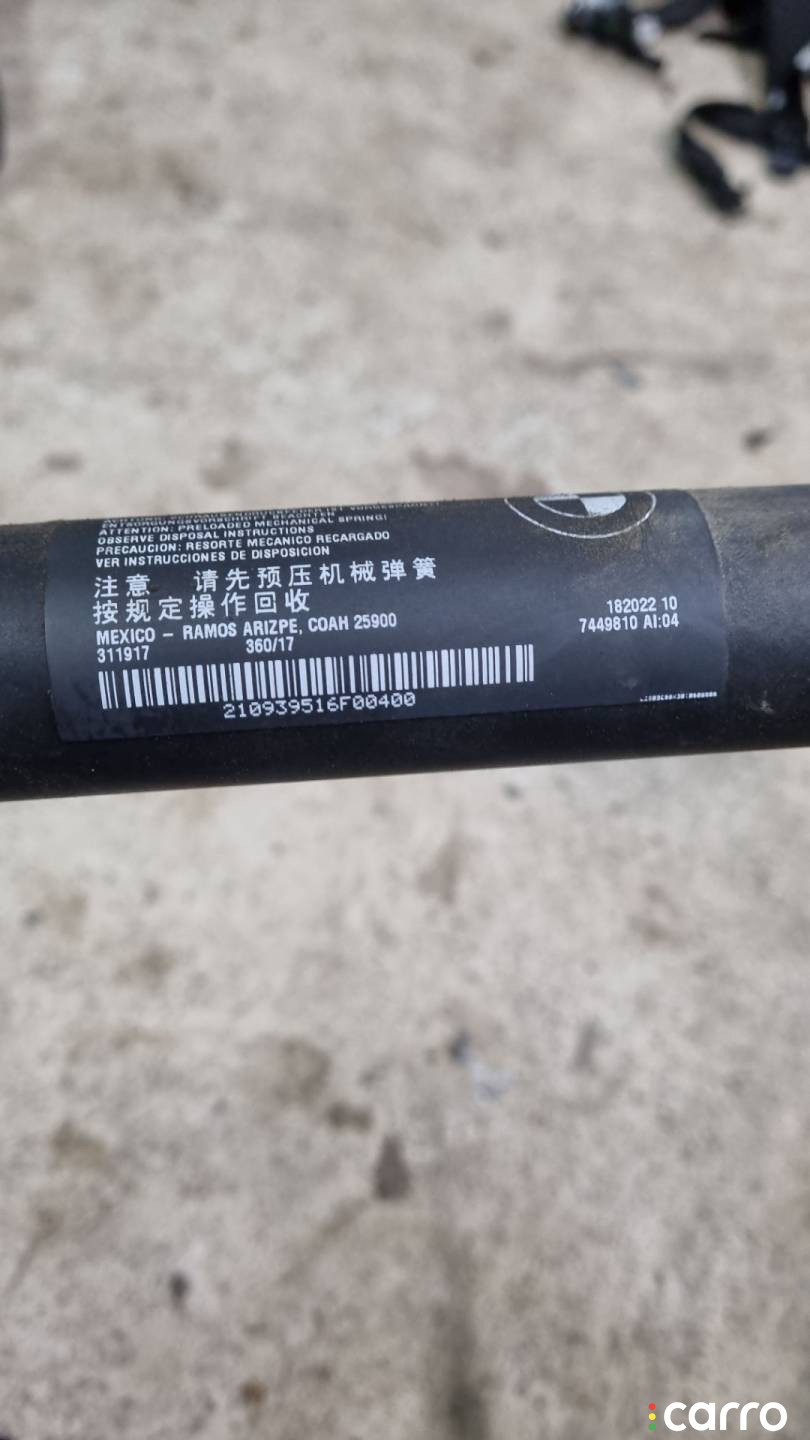 ENTSORGUNGSVORSCHRIFT BEACHTEN
ATTENTION: PRELOADED MECHANICAL SPRING!
OBSERVE DISPOSAL INSTRUCTIONS
PRECAUCION: RESORTE MECANICO RECARGADO
VER INSTRUCCIONES DE DISPOSICION
注意 请先预压机械弹簧
按规定操作回收
MEXICO - RAMOS ARIZPE, COAH 25900
311917 360/17
210939516F00400
182022 10
7449810 AI:04
carro